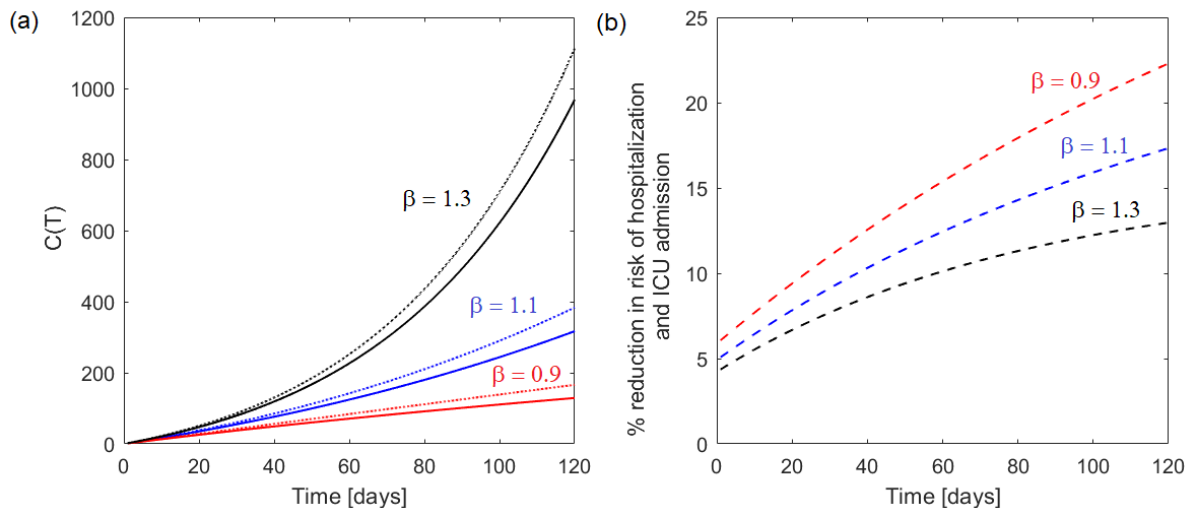 (a)
1200
1000
800
600
400
200
0
C(T)
β = 1.3
β = 1.1
β = 0.9
0 20 40 60 80 100 120
Time [days]
(b)
25
20
15
10
5
0
% reduction in risk of hospitalization
and ICU admission
β = 0.9
β = 1.1
β = 1.3
0 20 40 60 80 100 120
Time [days]